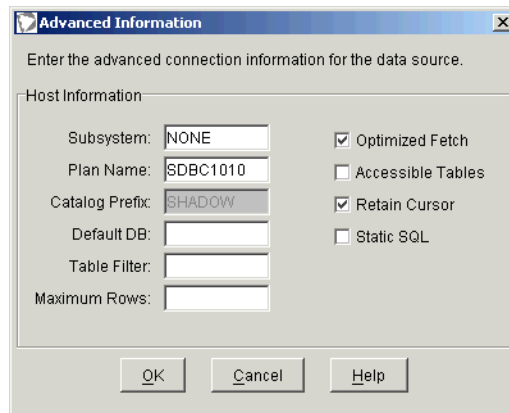 Advanced Information
Enter the advanced connection information for the data source.
Host Information
Subsystem: NONE
Plan Name: SDBC1010
Catalog Prefix: SHADOW
Default DB:
Table Filter:
Maximum Rows:
Optimized Fetch
Accessible Tables
Retain Cursor
Static SQL
OK Cancel Help